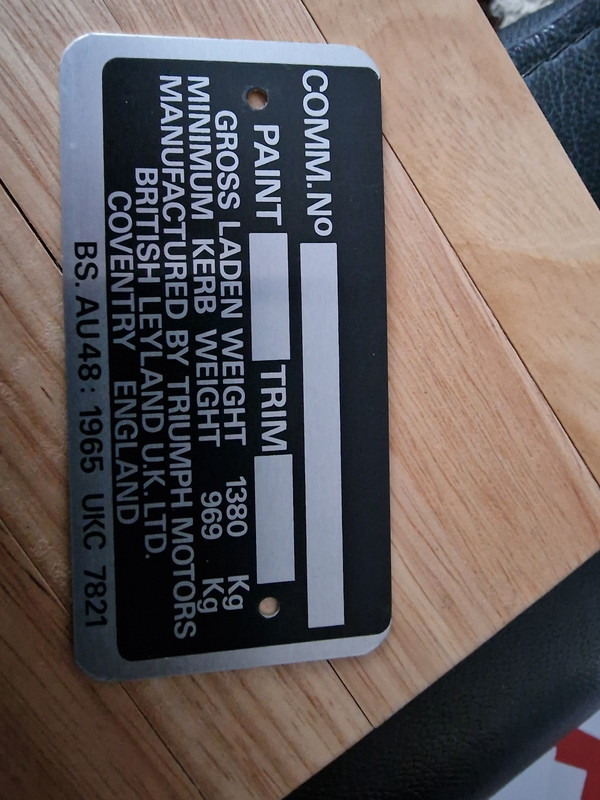 COMM.No
PAINT TRIM
GROSS LADEN WEIGHT 1380 Kg
MINIMUM KERB WEIGHT 969 Kg
MANUFACTURED BY TRIUMPH MOTORS
BRITISH LEYLAND U.K. LTD.
COVENTRY ENGLAND
BS. AU48: 1965 UKC 7821